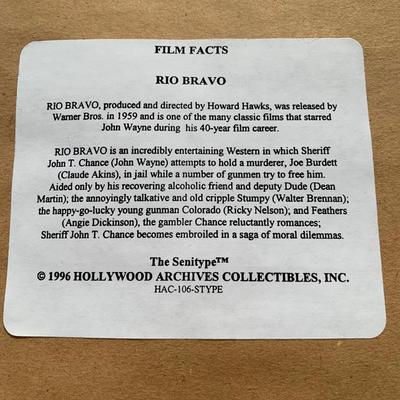 FILM FACTS
RIO BRAVO
RIO BRAVO, produced and directed by Howard Hawks, was released by
Warner Bros. in 1959 and is one of the many classic films that starred
John Wayne during his 40-year film career.
RIO BRAVO is an incredibly entertaining Western in which Sheriff
John T. Chance (John Wayne) attempts to hold a murderer, Joe Burdett
(Claude Akins), in jail while a number of gunmen try to free him.
Aided only by his recovering alcoholic friend and deputy Dude (Dean
Martin); the annoyingly talkative and old cripple Stumpy (Walter Brennan);
the happy-go-lucky young gunman Colorado (Ricky Nelson); and Feathers
(Angie Dickinson), the gambler Chance reluctantly romances;
Sheriff John T. Chance becomes embroiled in a saga of moral dilemmas.
The Senitype™
© 1996 HOLLYWOOD ARCHIVES COLLECTIBLES, INC.
HAC-106-STYPE